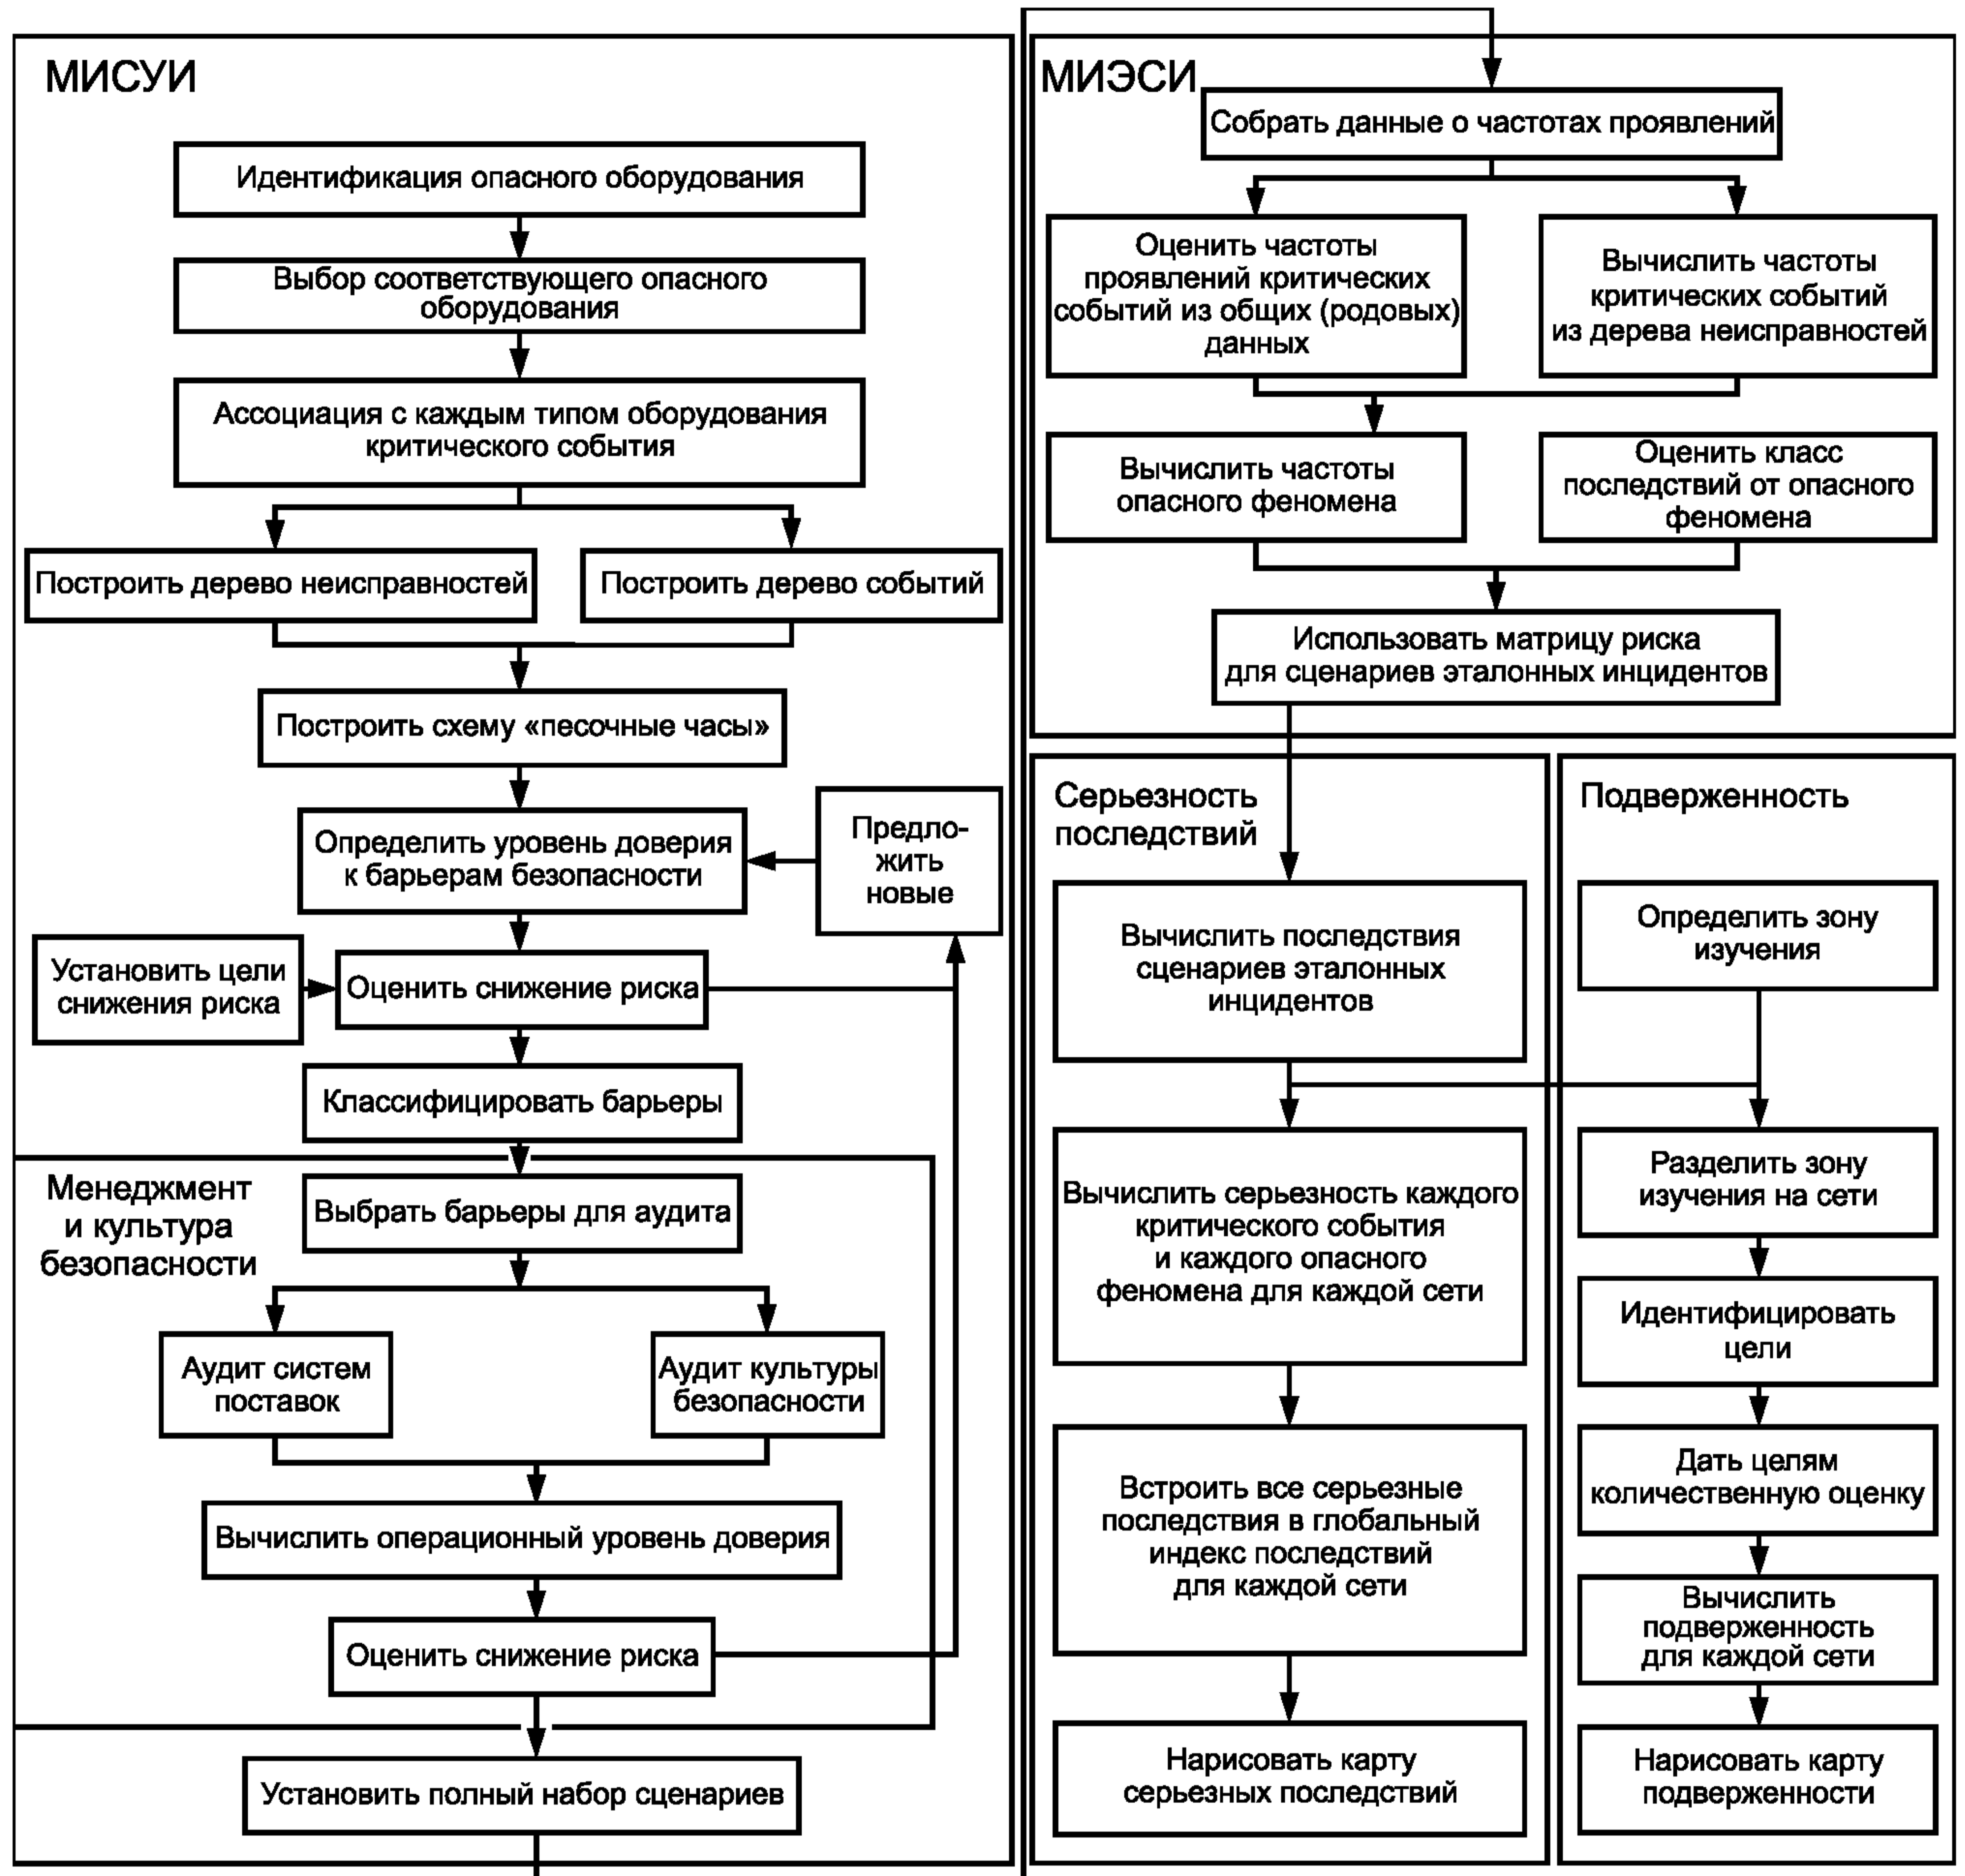 МИСУИ
Идентификация опасного оборудования
Выбор соответствующего опасного
оборудования
Ассоциация с каждым типом оборудования
критического события
Построить дерево неисправностей
Построить дерево событий
Построить схему «песочные часы»
Определить уровень доверия
к барьерам безопасности
Предло-
жить
новые
Установить цели
снижения риска
Оценить снижение риска
Классифицировать барьеры
Менеджмент
и культура
безопасности
Выбрать барьеры для аудита
Аудит систем
поставок
Аудит культуры
безопасности
Вычислить операционный уровень доверия
Оценить снижение риска
Установить полный набор сценариев
МИЭСИ
Собрать данные о частотах проявлений
Оценить частоты
проявлений критических
событий из общих (родовых)
данных
Вычислить частоты
критических событий
из дерева неисправностей
Вычислить частоты
опасного феномена
Оценить класс
последствий от опасного
феномена
Использовать матрицу риска
для сценариев эталонных инцидентов
Серьезность
последствий
Вычислить последствия
сценариев эталонных
инцидентов
Вычислить серьезность каждого
критического события
и каждого опасного
феномена для каждой сети
Встроить все серьезные
последствия в глобальный
индекс последствий
для каждой сети
Нарисовать карту
серьезных последствий
Подверженность
Определить зону
изучения
Разделить зону
изучения на сети
Идентифицировать
цели
Дать целям
количественную оценку
Вычислить
подверженность
для каждой сети
Нарисовать карту
подверженности